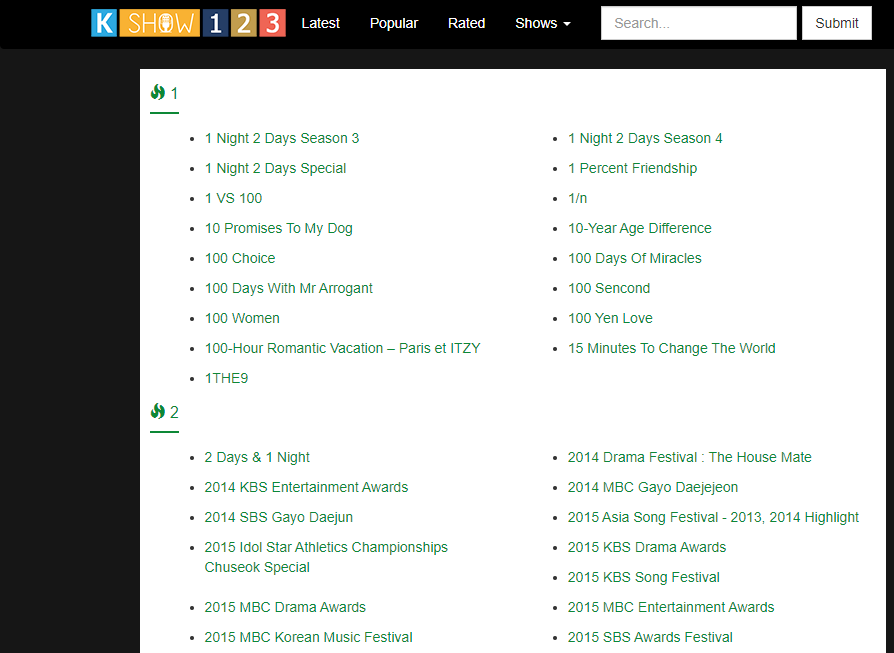 K SHOW 1 2 3 Latest Popular Rated Shows Search... Submit
1
1 Night 2 Days Season 3
1 Night 2 Days Season 4
1 Night 2 Days Special
1 Percent Friendship
1 VS 100
1/n
10 Promises To My Dog
10-Year Age Difference
100 Choice
100 Days Of Miracles
100 Days With Mr Arrogant
100 Sencond
100 Women
100 Yen Love
100-Hour Romantic Vacation – Paris et ITZY
15 Minutes To Change The World
1THE9
2
2 Days & 1 Night
2014 Drama Festival : The House Mate
2014 KBS Entertainment Awards
2014 MBC Gayo Daejejeon
2014 SBS Gayo Daejun
2015 Asia Song Festival - 2013, 2014 Highlight
2015 Idol Star Athletics Championships
Chuseok Special
2015 KBS Drama Awards
2015 KBS Song Festival
2015 MBC Drama Awards
2015 MBC Entertainment Awards
2015 MBC Korean Music Festival
2015 SBS Awards Festival